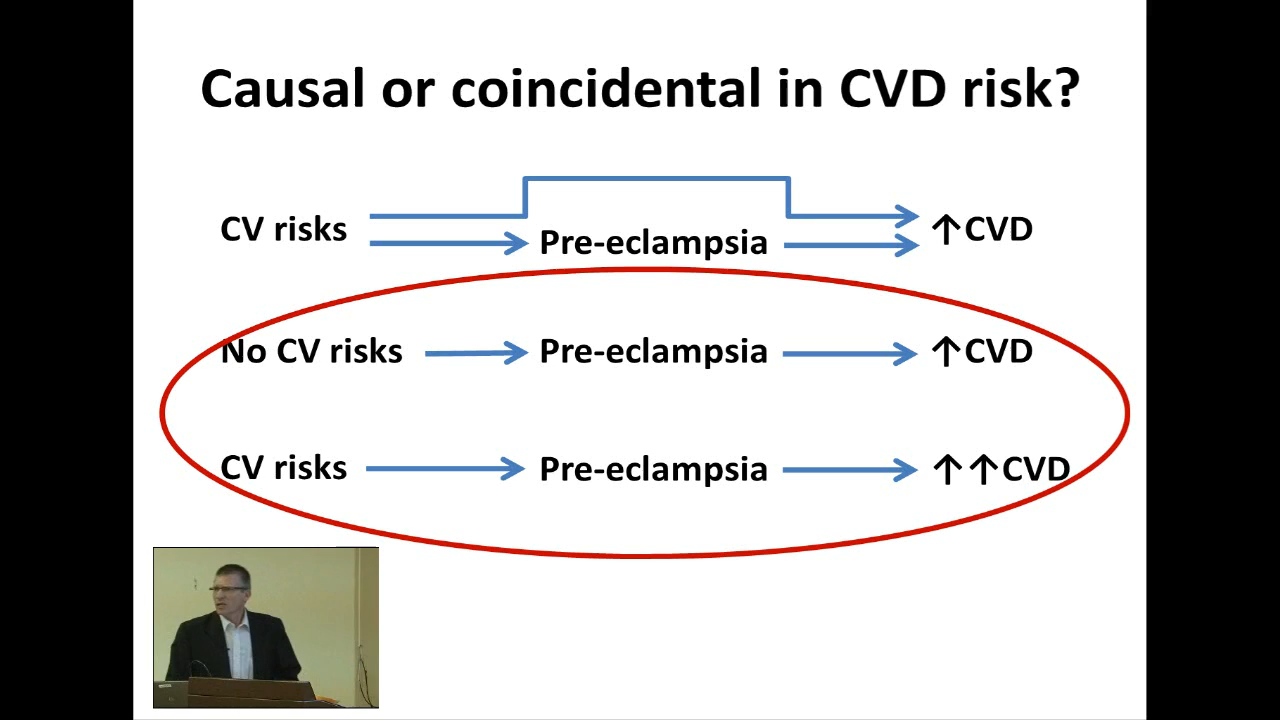 Causal or coincidental in CVD risk?
CV risks Pre-eclampsia ↑CVD
No CV risks Pre-eclampsia ↑CVD
CV risks Pre-eclampsia ↑↑CVD